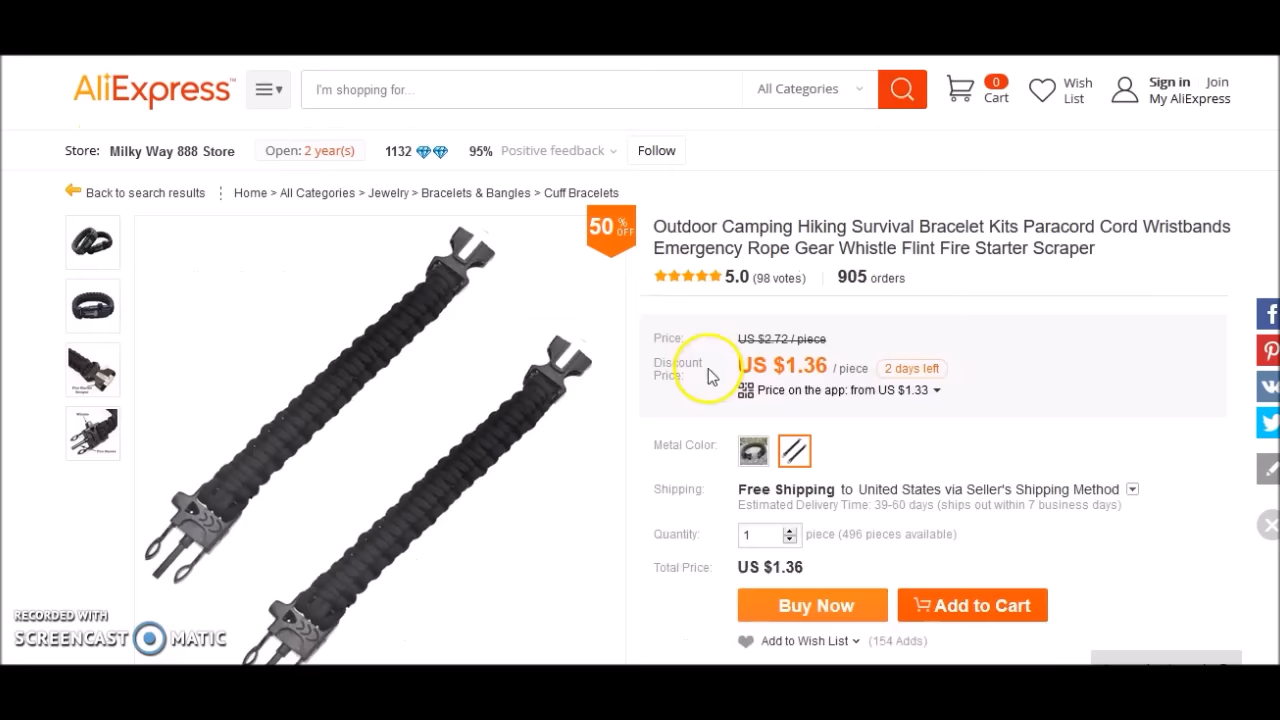 AliExpress™
I'm shopping for...
All Categories
0
Cart
Wish
List
Sign in Join
My AliExpress
Store: Milky Way 888 Store Open: 2 year(s) 1132 95% Positive feedback Follow
Back to search results Home > All Categories > Jewelry > Bracelets & Bangles > Cuff Bracelets
50 % OFF
Outdoor Camping Hiking Survival Bracelet Kits Paracord Cord Wristbands
Emergency Rope Gear Whistle Flint Fire Starter Scraper
5.0 (98 votes) 905 orders
Price: US $2.72 / piece
Discount
Price:
US $1.36 / piece 2 days left
Price on the app: from US $1.33
Metal Color:
Shipping: Free Shipping to United States via Seller's Shipping Method
Estimated Delivery Time: 39-60 days (ships out within 7 business days)
Quantity: 1 piece (496 pieces available)
Total Price: US $1.36
Buy Now Add to Cart
Add to Wish List (154 Adds)
RECORDED WITH
SCREENCAST MATIC